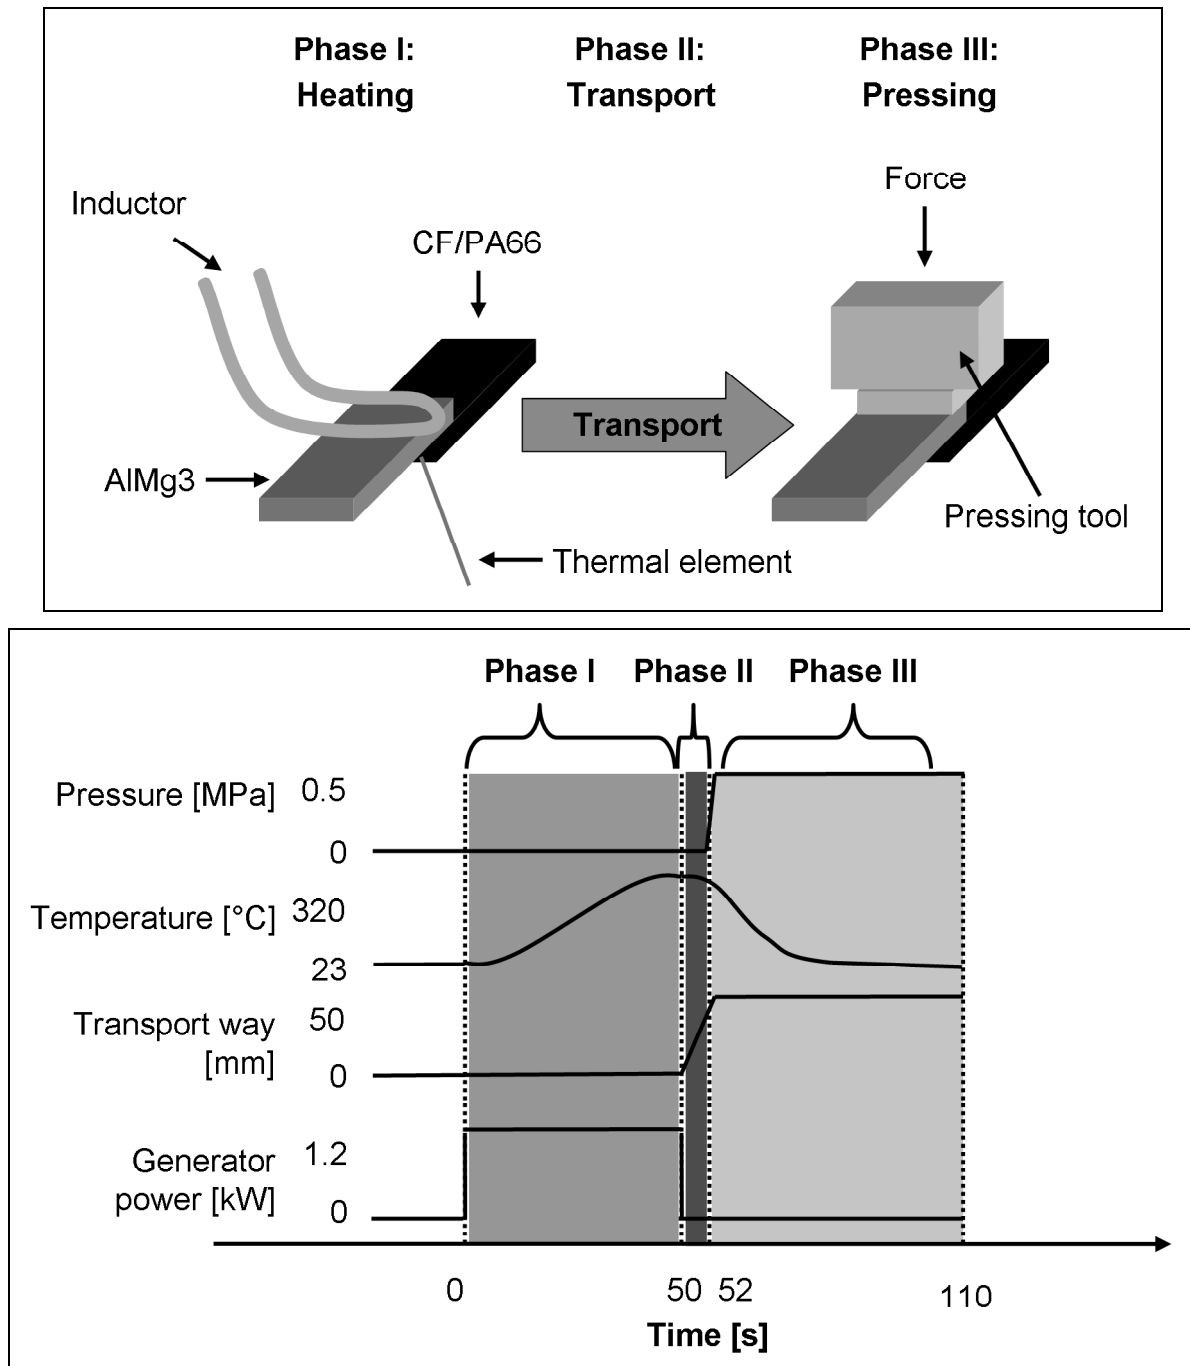 Phase I:
Heating
Phase II:
Transport
Phase III:
Pressing
Force
Inductor
CF/PA66
Transport
AlMg3
Pressing tool
Thermal element
Phase I
Phase II
Phase III
Pressure [MPa]
0.5
0
Temperature [°C]
320
23
Transport way
[mm]
50
0
Generator
power [kW]
1.2
0
0
50
52
110
Time [s]